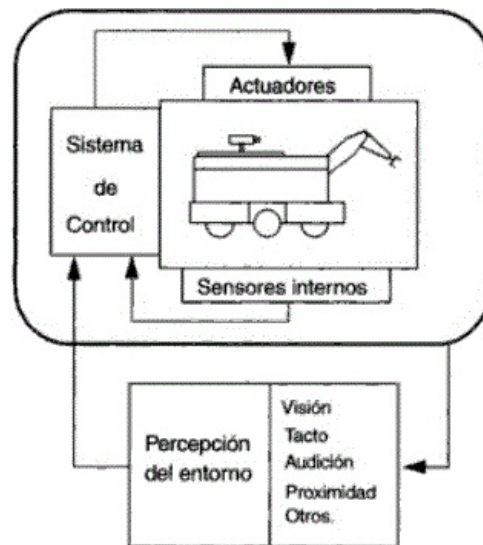 Actuadores
Sistema
de
Control
Sensores internos
Percepción
del entorno
Visión
Tacto
Audición
Proximidad
Otros.